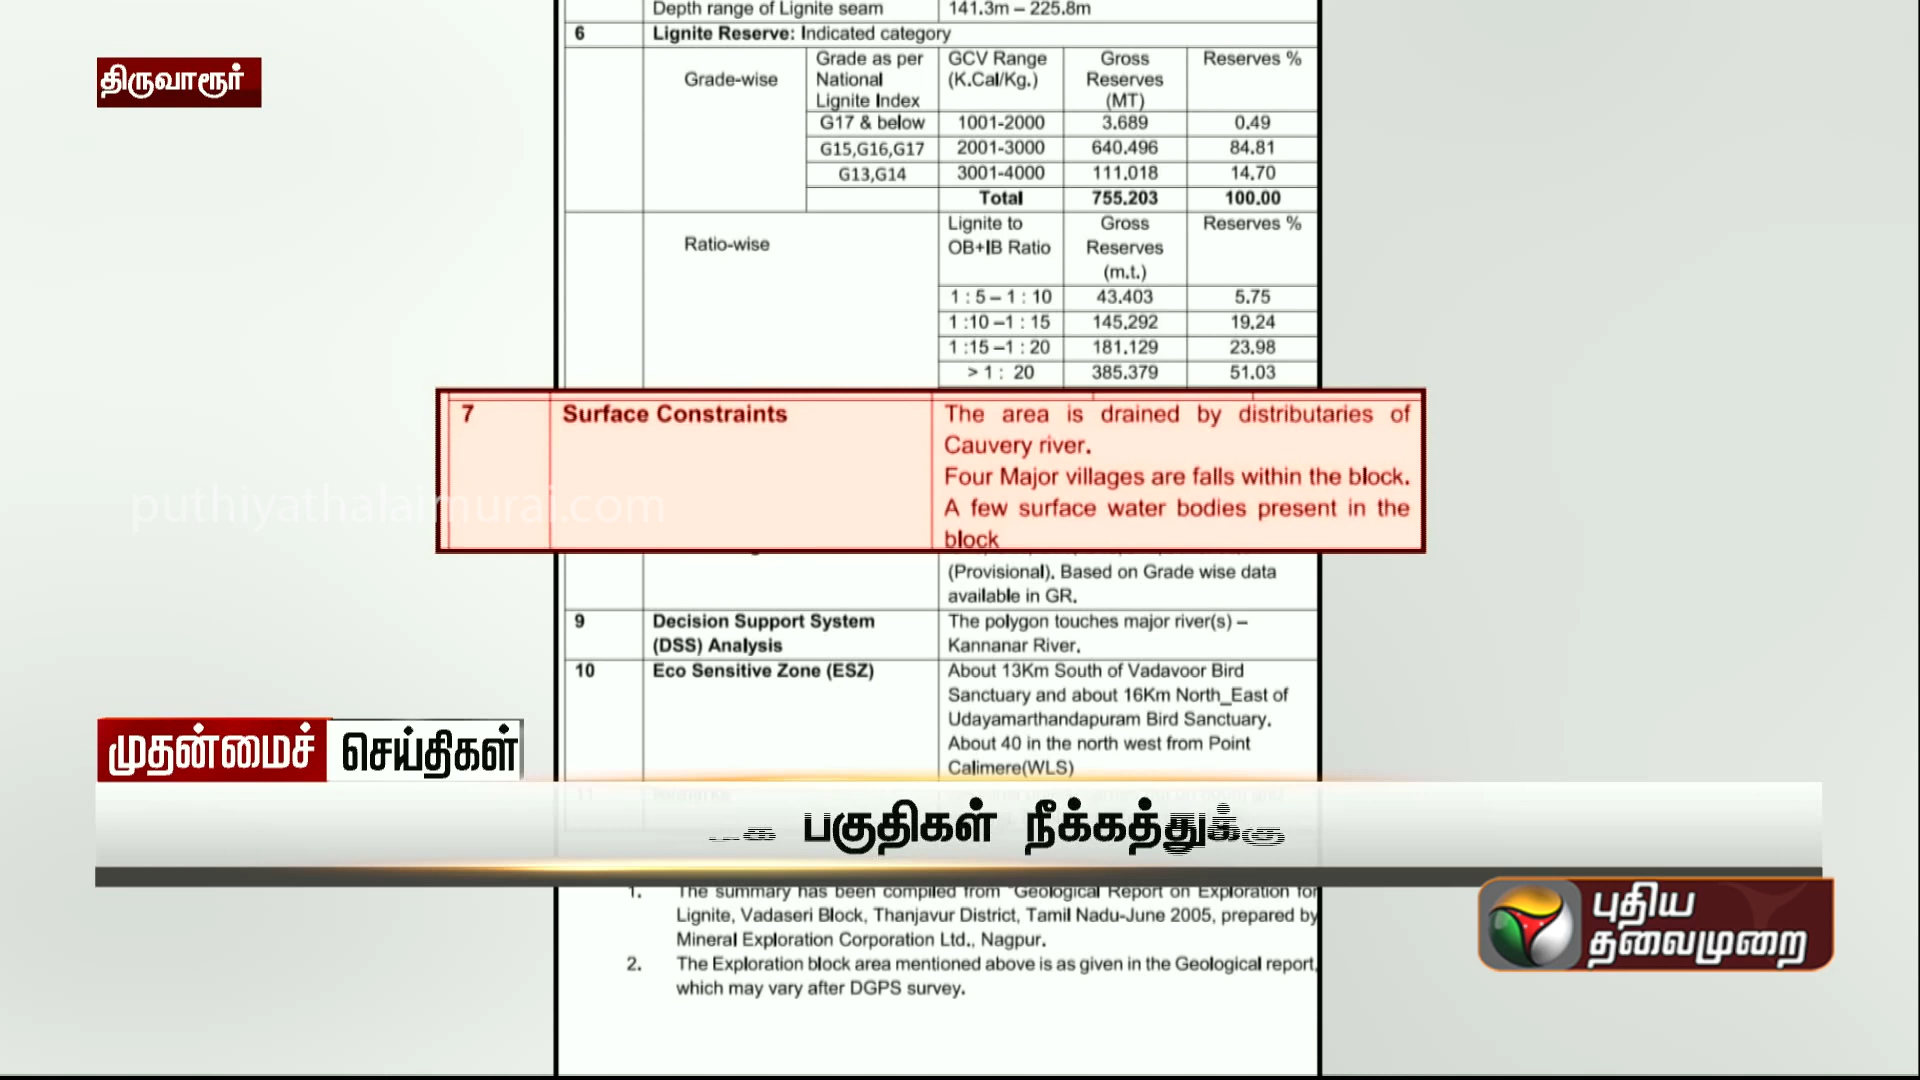 Depth range of Lignite seam 141.3m – 225.8m
திருவாரூர்
6 Lignite Reserve: Indicated category
Grade-wise
Grade as per National Lignite Index
GCV Range (K.Cal/Kg.)
Gross Reserves (MT)
Reserves %
G17 & below 1001-2000 3.689 0.49
G15,G16,G17 2001-3000 640.496 84.81
G13,G14 3001-4000 111.018 14.70
Total 755.203 100.00
Ratio-wise
Lignite to OB+IB Ratio
Gross Reserves (m.t.)
Reserves %
1 : 5 – 1 : 10 43.403 5.75
1 :10 –1 : 15 145.292 19.24
1 :15 –1 : 20 181.129 23.98
> 1 : 20 385.379 51.03
7 Surface Constraints The area is drained by distributaries of
Cauvery river.
Four Major villages are falls within the block.
A few surface water bodies present in the
block
puthiyathalaimurai.com
(Provisional). Based on Grade wise data
available in GR.
9 Decision Support System (DSS) Analysis
The polygon touches major river(s) –
Kannanar River.
10 Eco Sensitive Zone (ESZ) About 13Km South of Vadavoor Bird
Sanctuary and about 16Km North_East of
Udayamarthandapuram Bird Sanctuary.
About 40 in the north west from Point
Calimere(WLS)
முதன்மைச் செய்திகள்
பகுதிகள் நீக்கத்துக்கு
1. The summary has been compiled from "Geological Report on Exploration for
Lignite, Vadaseri Block, Thanjavur District, Tamil Nadu-June 2005, prepared by
Mineral Exploration Corporation Ltd., Nagpur.
2. The Exploration block area mentioned above is as given in the Geological report,
which may vary after DGPS survey.
புதிய
தலைமுறை